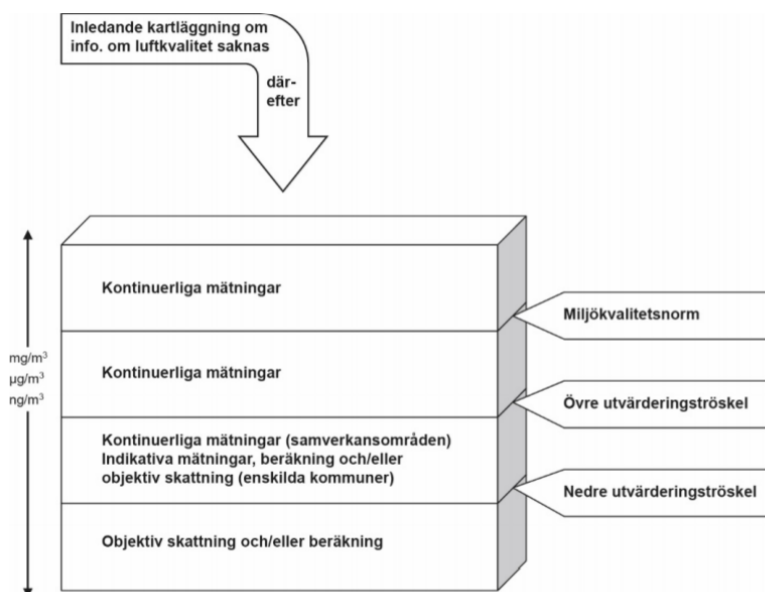 Inledande kartläggning om
info. om luftkvalitet saknas
där-
efter
Kontinuerliga mätningar
Miljökvalitetsnorm
mg/m³
µg/m³
ng/m³
Kontinuerliga mätningar
Övre utvärderingströskel
Kontinuerliga mätningar (samverkansområden)
Indikativa mätningar, beräkning och/eller
objektiv skattning (enskilda kommuner)
Nedre utvärderingströskel
Objektiv skattning och/eller beräkning